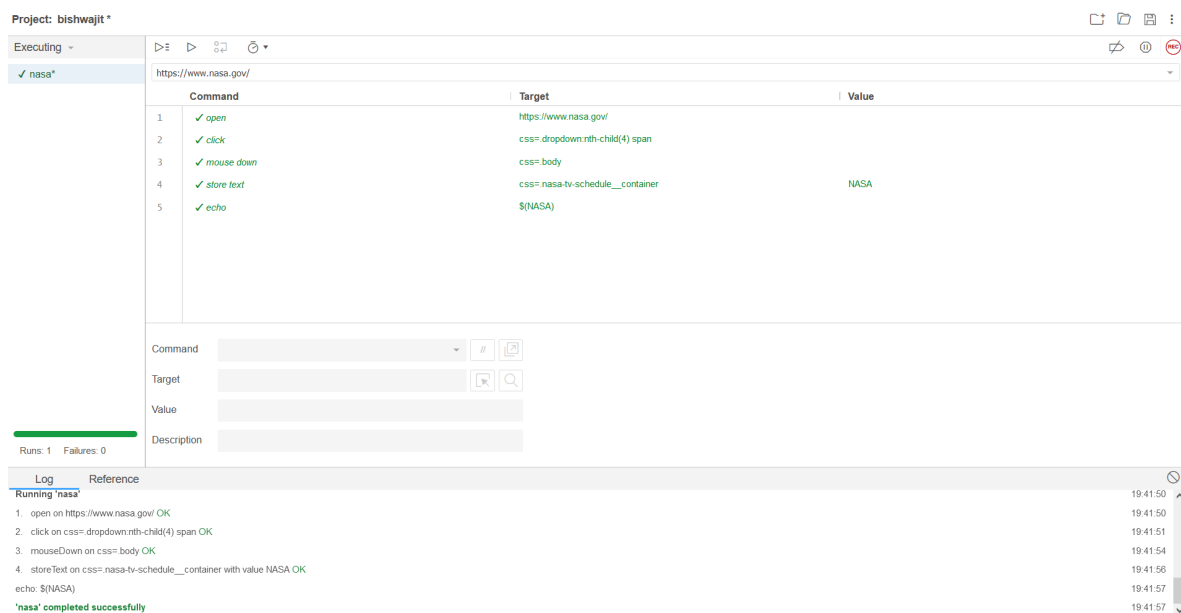 Project: bishwajit *
Executing
REC
✓ nasa*
https://www.nasa.gov/
Command Target Value
1 ✓ open https://www.nasa.gov/
2 ✓ click css=.dropdown:nth-child(4) span
3 ✓ mouse down css=.body
4 ✓ store text css=.nasa-tv-schedule__container NASA
5 ✓ echo $(NASA)
Command //
Target
Value
Description
Runs: 1 Failures: 0
Log Reference
Running 'nasa' 19:41:50
1. open on https://www.nasa.gov/ OK 19:41:50
2. click on css=.dropdown:nth-child(4) span OK 19:41:51
3. mouseDown on css=.body OK 19:41:54
4. storeText on css=.nasa-tv-schedule__container with value NASA OK 19:41:56
echo: $(NASA) 19:41:57
'nasa' completed successfully 19:41:57